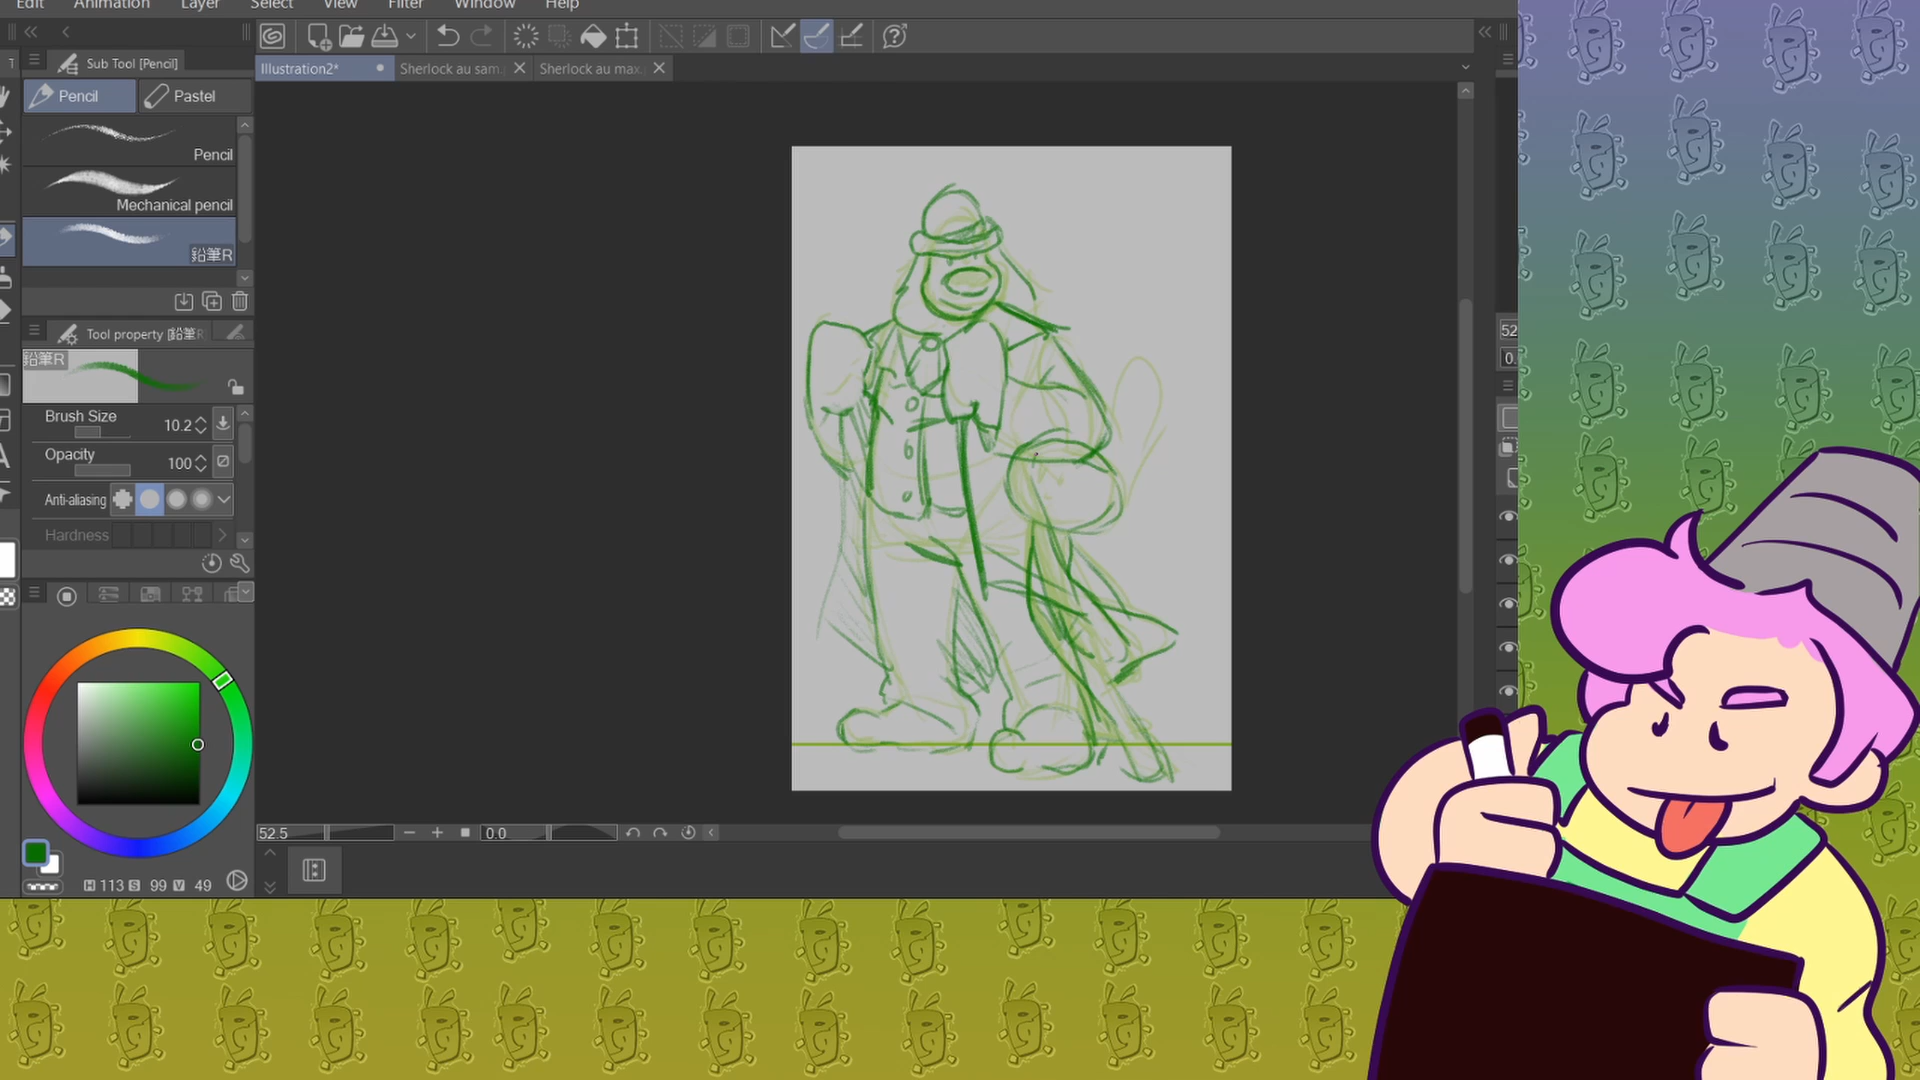 Edit Animation Layer Select View Filter Window Help
Sub Tool [Pencil]
Illustration2* Sherlock au sam. Sherlock au max.
Pencil Pastel
Pencil
Mechanical pencil
鉛筆R
Tool property [鉛筆R
鉛筆R
Brush Size 10.2
Opacity 100
Anti-aliasing
Hardness
52
0.
52.5 0.0
H 113 S 99 V 49